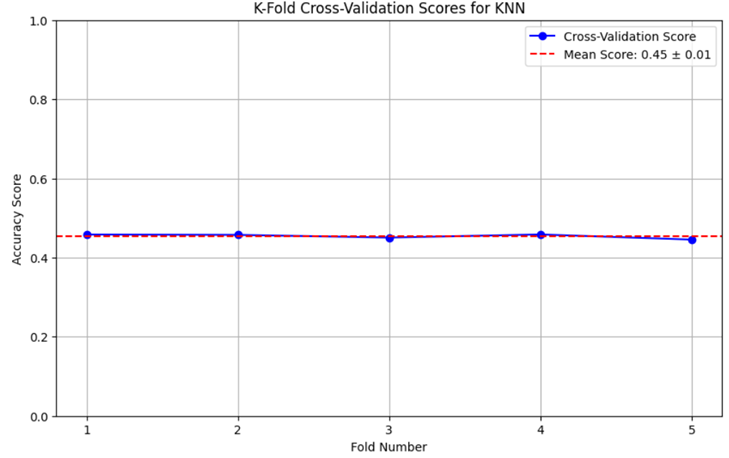 K-Fold Cross-Validation Scores for KNN
Cross-Validation Score
Mean Score: 0.45 ± 0.01
Accuracy Score
1.0
0.8
0.6
0.4
0.2
0.0
1 2 3 4 5
Fold Number